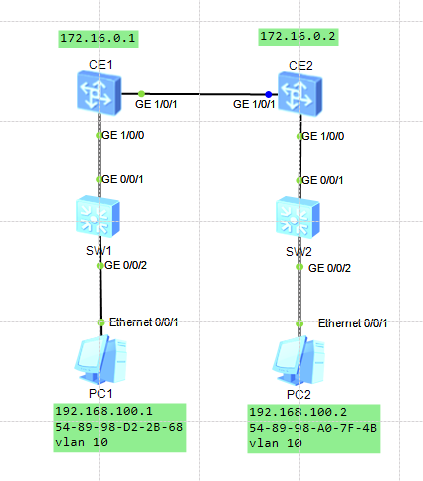 172.16.0.1
172.16.0.2
CE1
CE2
GE 1/0/1
GE 1/0/1
GE 1/0/0
GE 1/0/0
GE 0/0/1
GE 0/0/1
SW1
SW2
GE 0/0/2
GE 0/0/2
Ethernet 0/0/1
Ethernet 0/0/1
PC1
PC2
192.168.100.1
54-89-98-D2-2B-68
vlan 10
192.168.100.2
54-89-98-A0-7F-4B
vlan 10